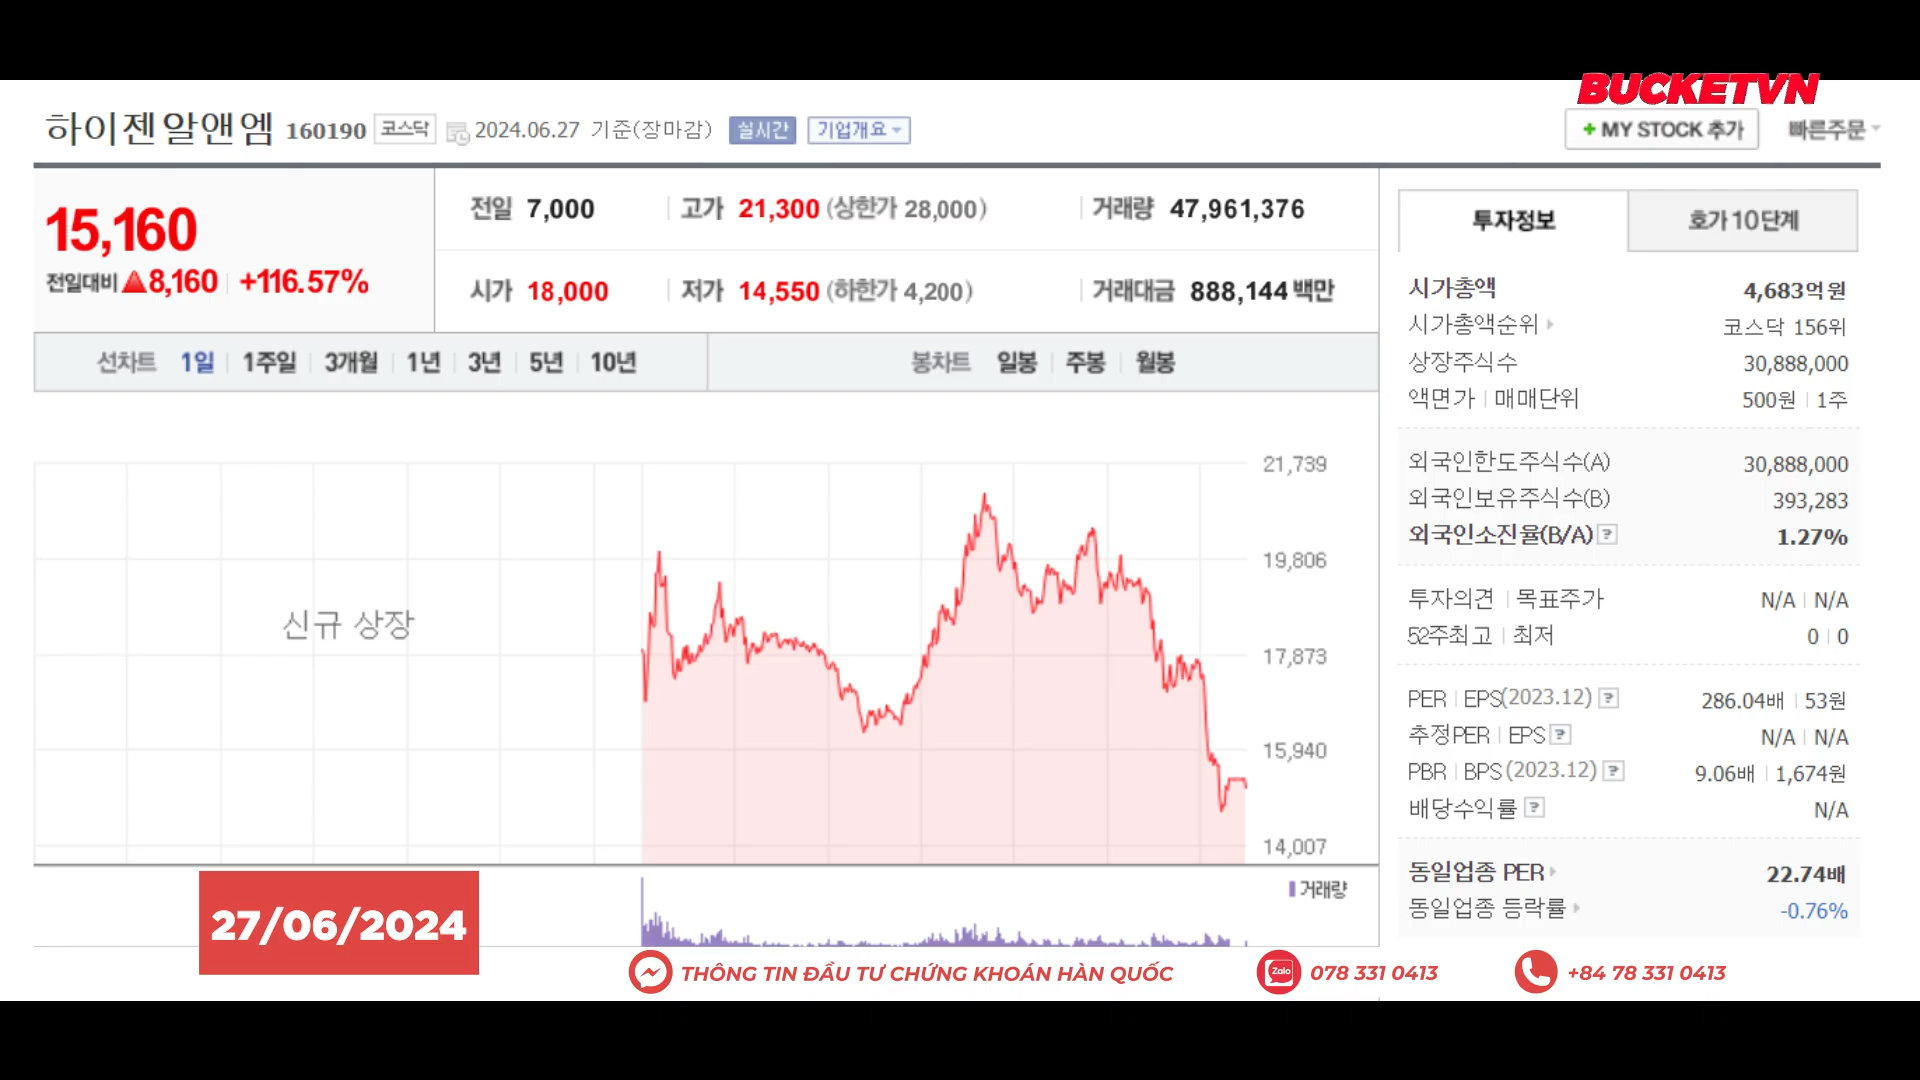 BUCKETVN
하이젠알앤엠 160190 코스닥 2024.06.27 기준(장마감) 실시간 기업개요
+ MY STOCK 추가 빠른주문
15,160
전일대비 ▲8,160 +116.57%
전일 7,000 고가 21,300 (상한가 28,000) 거래량 47,961,376
시가 18,000 저가 14,550 (하한가 4,200) 거래대금 888,144 백만
선차트 1일 1주일 3개월 1년 3년 5년 10년 봉차트 일봉 주봉 월봉
신규 상장
21,739
19,806
17,873
15,940
14,007
거래량
투자정보 호가 10단계
시가총액 4,683억원
시가총액순위 코스닥 156위
상장주식수 30,888,000
액면가 매매단위 500원 1주
외국인한도주식수(A) 30,888,000
외국인보유주식수(B) 393,283
외국인소진율(B/A) ? 1.27%
투자의견 목표주가 N/A N/A
52주최고 최저 0 0
PER EPS(2023.12) ? 286.04배 53원
추정PER EPS ? N/A N/A
PBR BPS(2023.12) ? 9.06배 1,674원
배당수익률 ? N/A
동일업종 PER 22.74배
동일업종 등락률 -0.76%
27/06/2024
THÔNG TIN ĐẦU TƯ CHỨNG KHOÁN HÀN QUỐC Zalo 078 331 0413 +84 78 331 0413